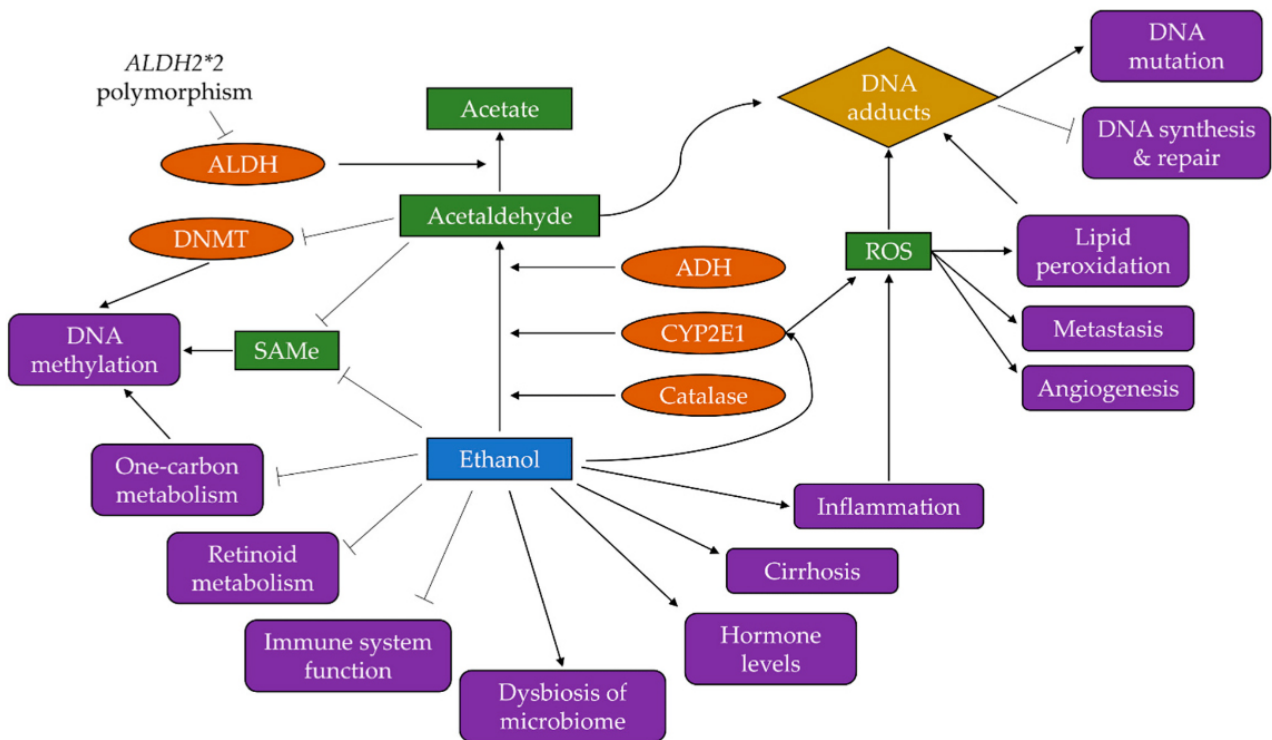 ALDH2*2
polymorphism
ALDH
Acetate
DNA
adducts
DNA
mutation
DNA synthesis
& repair
Acetaldehyde
DNMT
ADH
ROS
Lipid
peroxidation
CYP2E1
Metastasis
DNA
methylation
SAMe
Catalase
Angiogenesis
One-carbon
metabolism
Ethanol
Inflammation
Retinoid
metabolism
Cirrhosis
Immune system
function
Hormone
levels
Dysbiosis of
microbiome